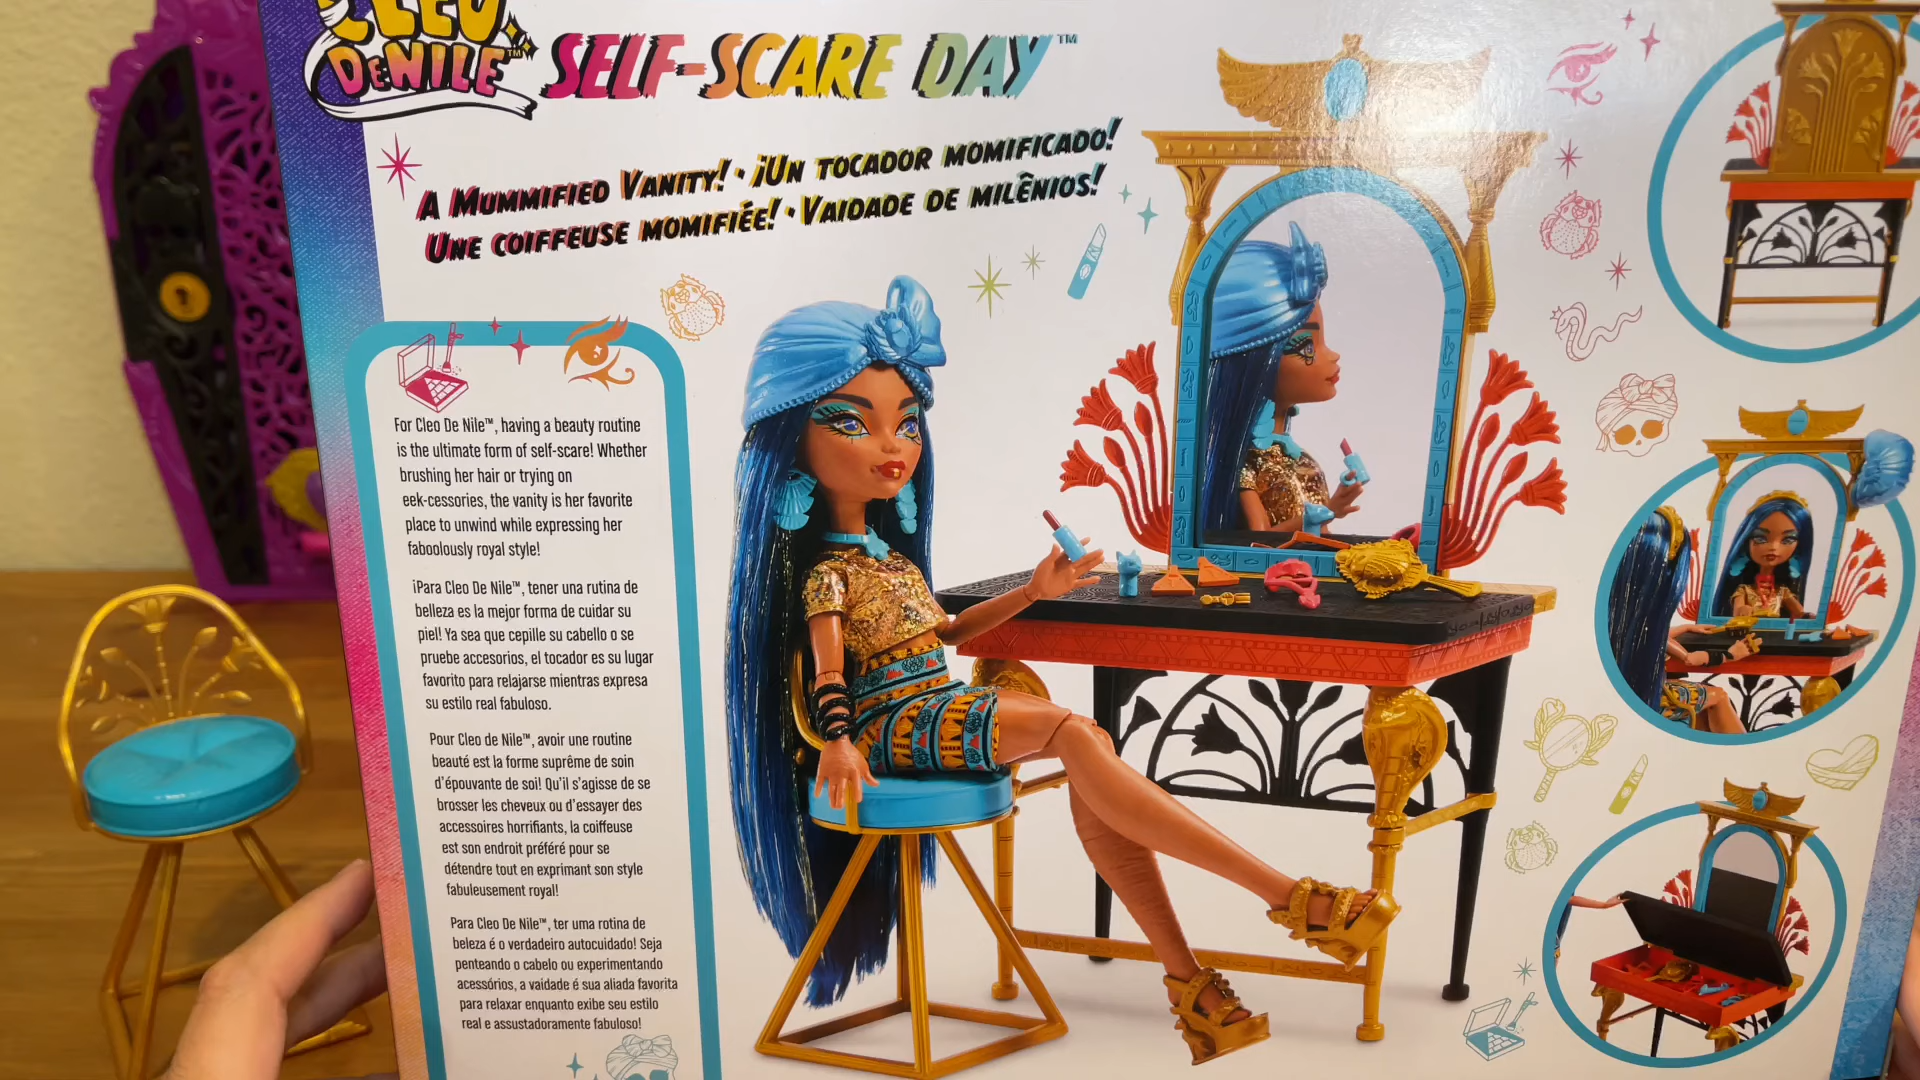 CLEO
DE NILE™
SELF-SCARE DAY™
A MUMMIFIED VANITY! · ¡UN TOCADOR MOMIFICADO!
UNE COIFFEUSE MOMIFIÉE! · VAIDADE DE MILÊNIOS!
For Cleo De Nile™, having a beauty routine
is the ultimate form of self-scare! Whether
brushing her hair or trying on
eek-cessories, the vanity is her favorite
place to unwind while expressing her
faboolously royal style!
¡Para Cleo De Nile™, tener una rutina de
belleza es la mejor forma de cuidar su
piel! Ya sea que cepille su cabello o se
pruebe accesorios, el tocador es su lugar
favorito para relajarse mientras expresa
su estilo real fabuloso.
Pour Cleo de Nile™, avoir une routine
beauté est la forme suprême de soin
d'épouvante de soi! Qu'il s'agisse de se
brosser les cheveux ou d'essayer des
accessoires horrifiants, la coiffeuse
est son endroit préféré pour se
détendre tout en exprimant son style
fabuleusement royal!
Para Cleo De Nile™, ter uma rotina de
beleza é o verdadeiro autocuidado! Seja
penteando o cabelo ou experimentando
acessórios, a vaidade é sua aliada favorita
para relaxar enquanto exibe seu estilo
real e assustadoramente fabuloso!